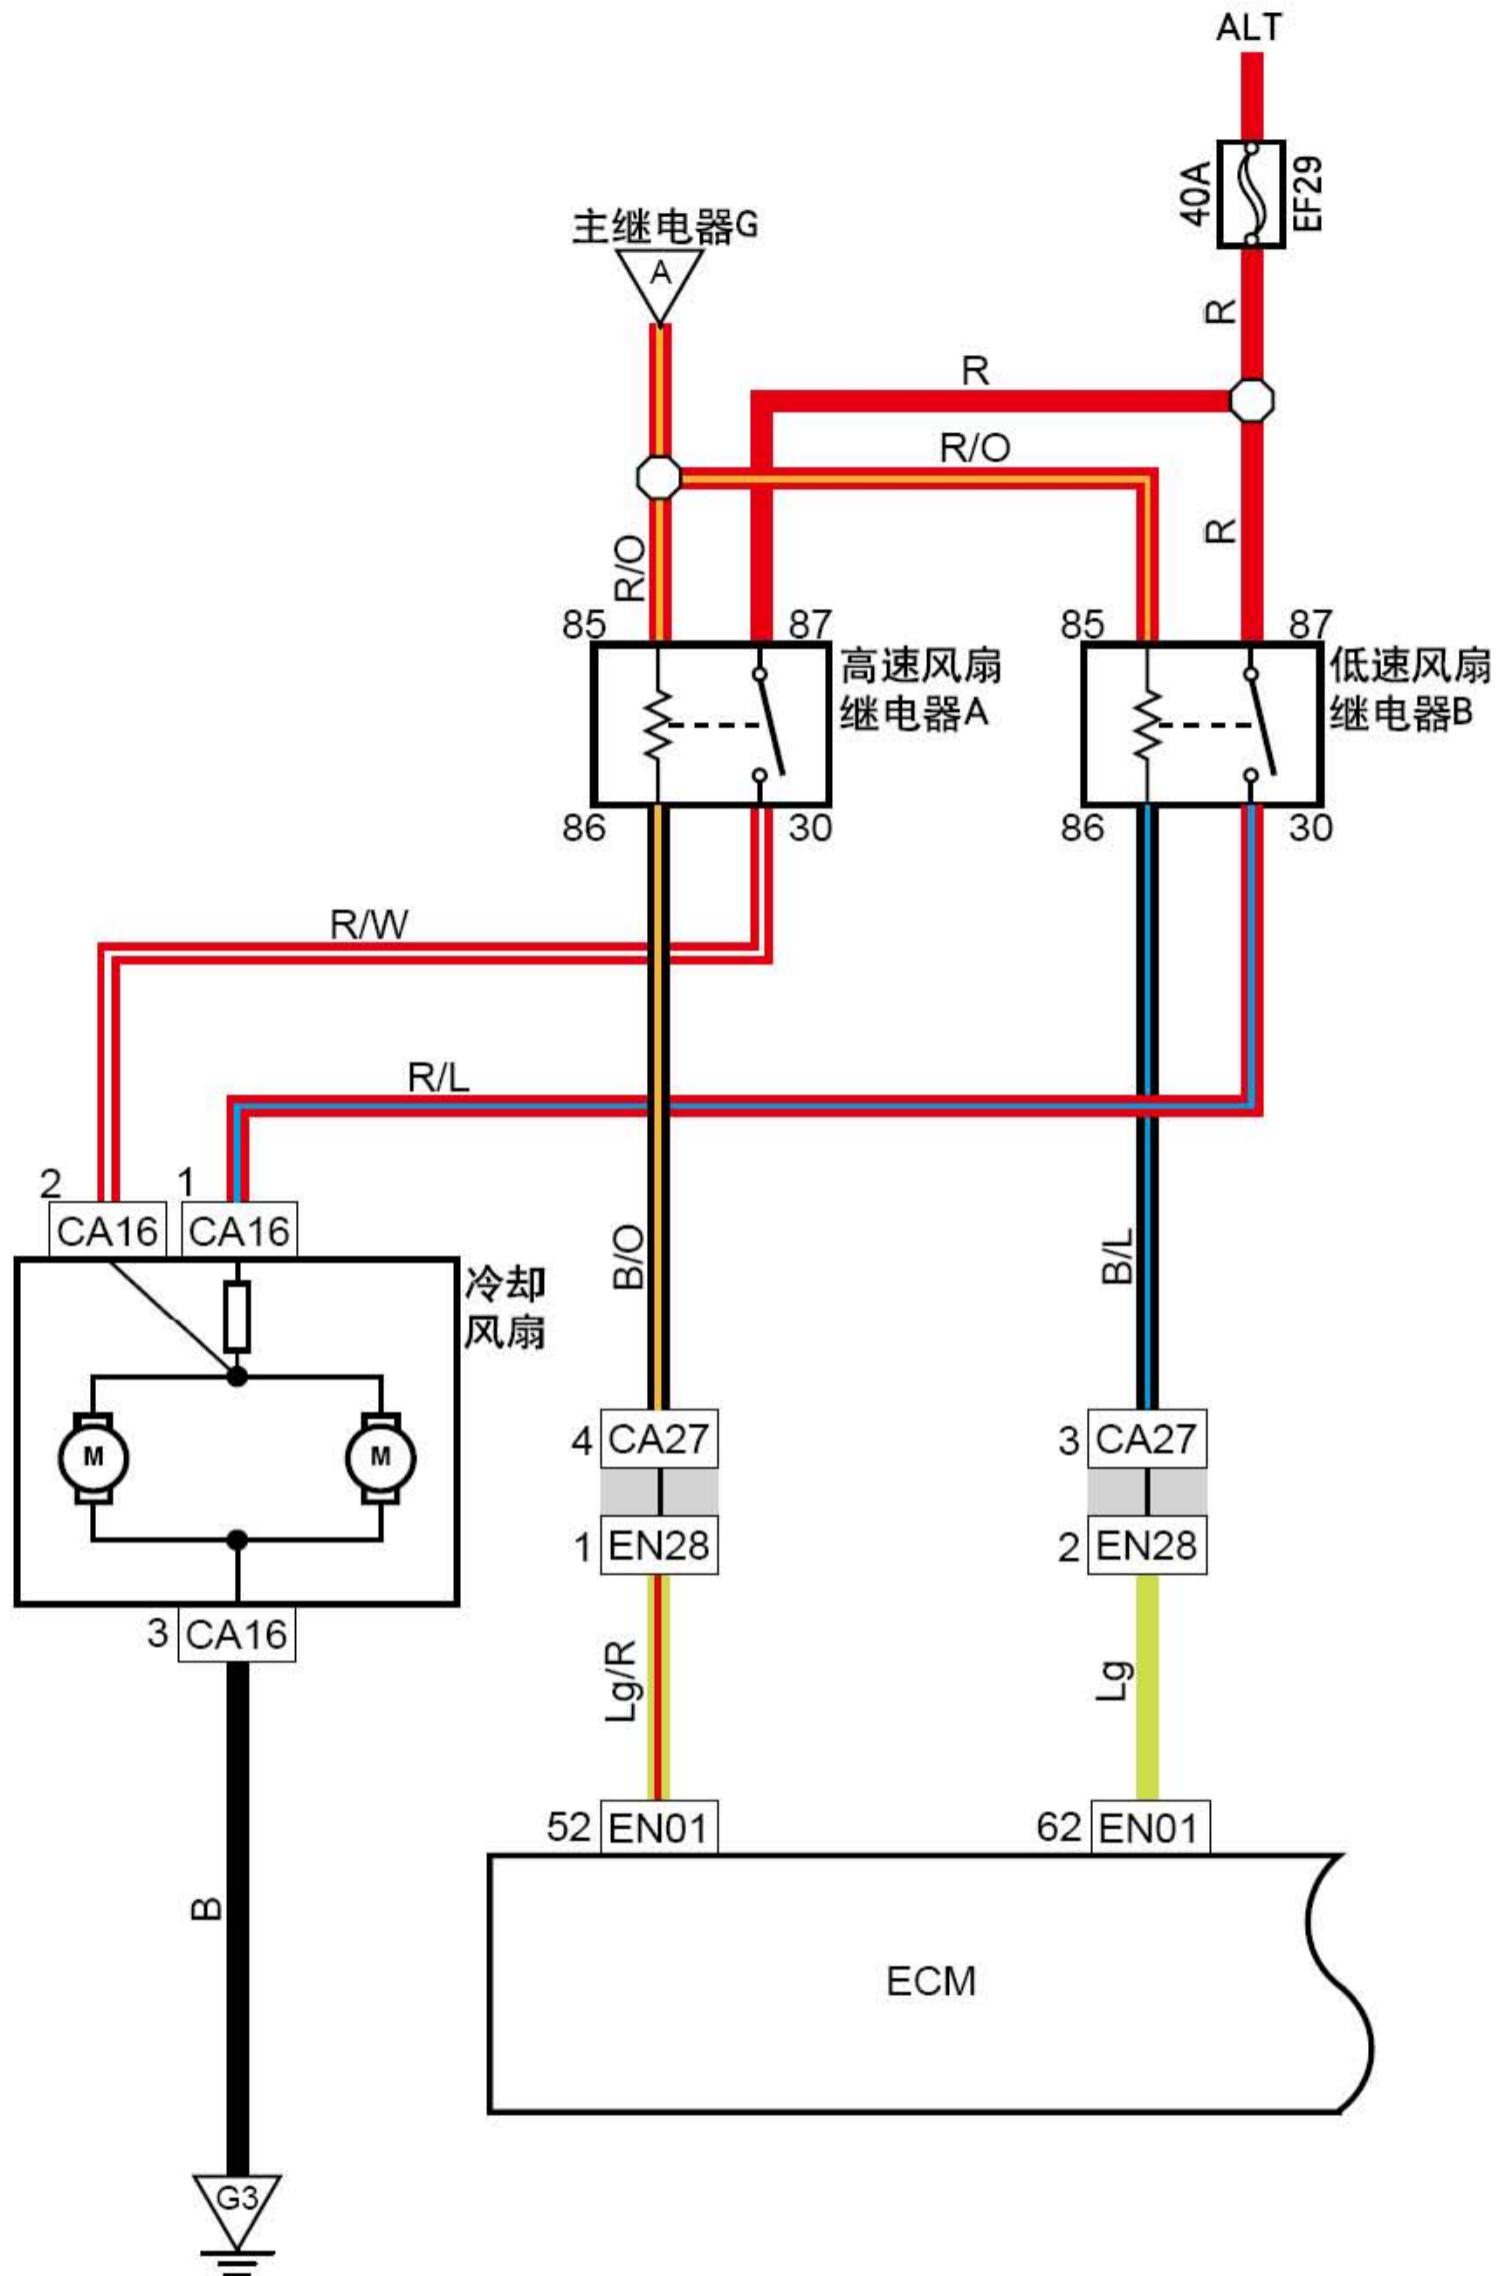 ALT
40A
EF29
主继电器G
A
R
R
R/O
R/O
R
85
87
高速风扇
继电器A
85
87
低速风扇
继电器B
86
30
86
30
R/W
R/L
2
1
CA16
CA16
冷却
风扇
B/O
B/L
M
M
4
CA27
3
CA27
1
EN28
2
EN28
3
CA16
Lg/R
Lg
52
EN01
62
EN01
B
ECM
G3